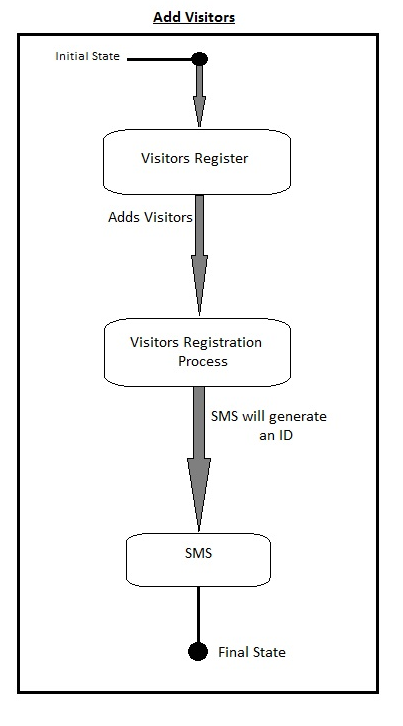 Add Visitors
Initial State
Visitors Register
Adds Visitors
Visitors Registration
Process
SMS will generate
an ID
SMS
Final State